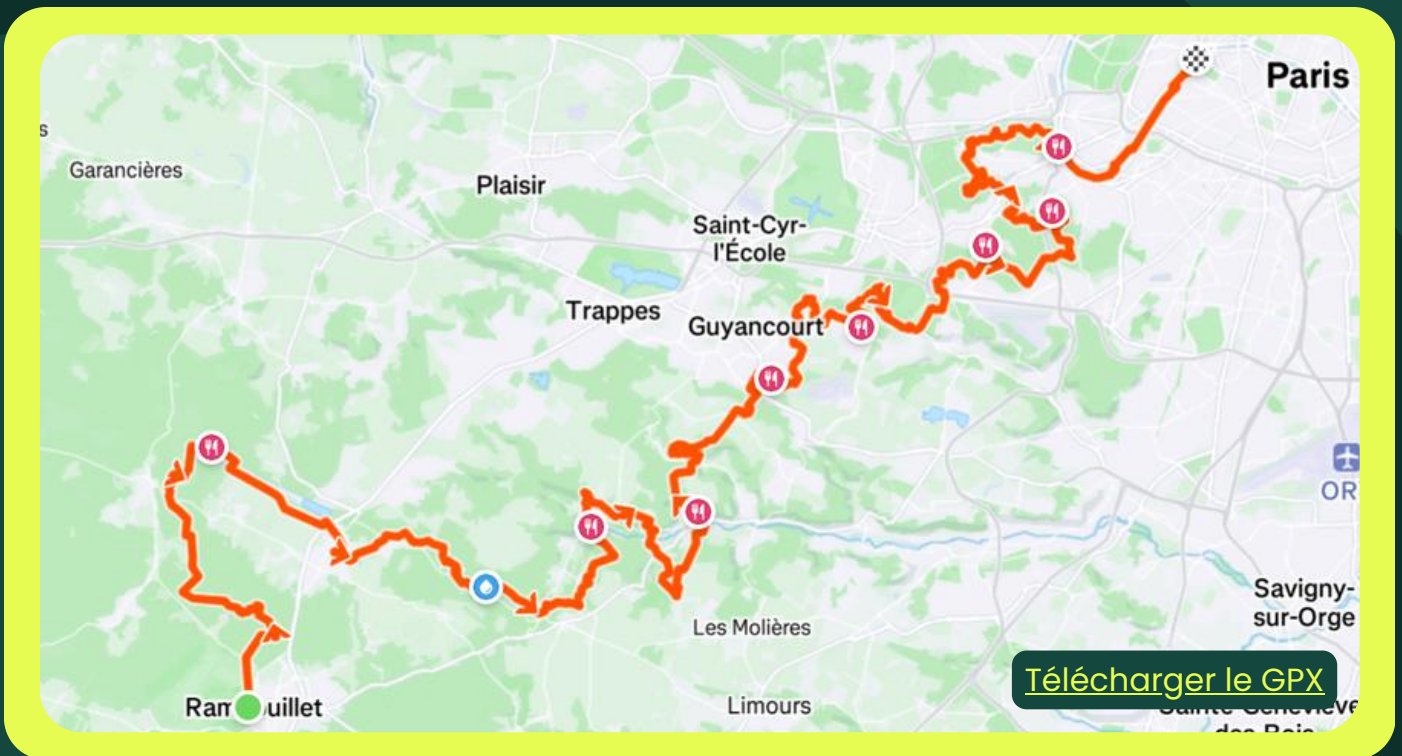 Paris
s
Garancières
Plaisir
Saint-Cyr-
l'École
Trappes
Guyancourt
OR
Savigny-
sur-Orge
Les Molières
Télécharger le GPX
Ram uillet
Limours